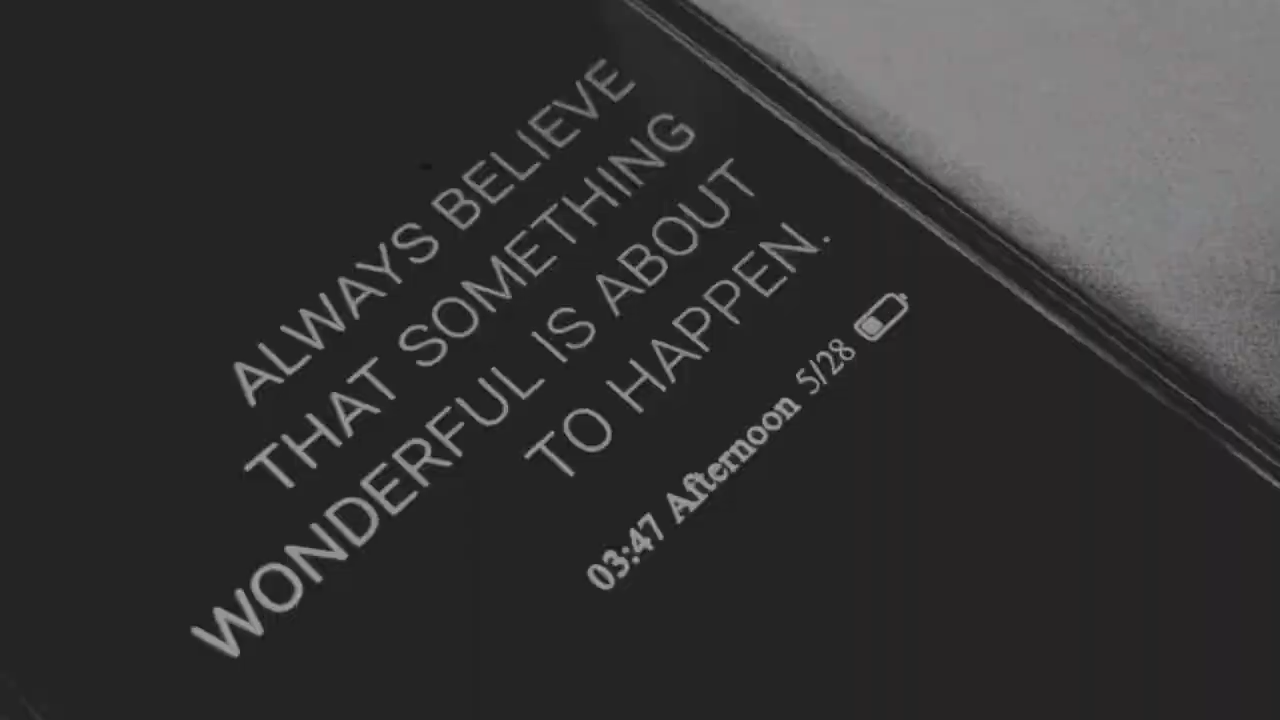 ALWAYS BELIEVE
THAT SOMETHING
WONDERFUL IS ABOUT
TO HAPPEN.
03:47 Afternoon 5/28